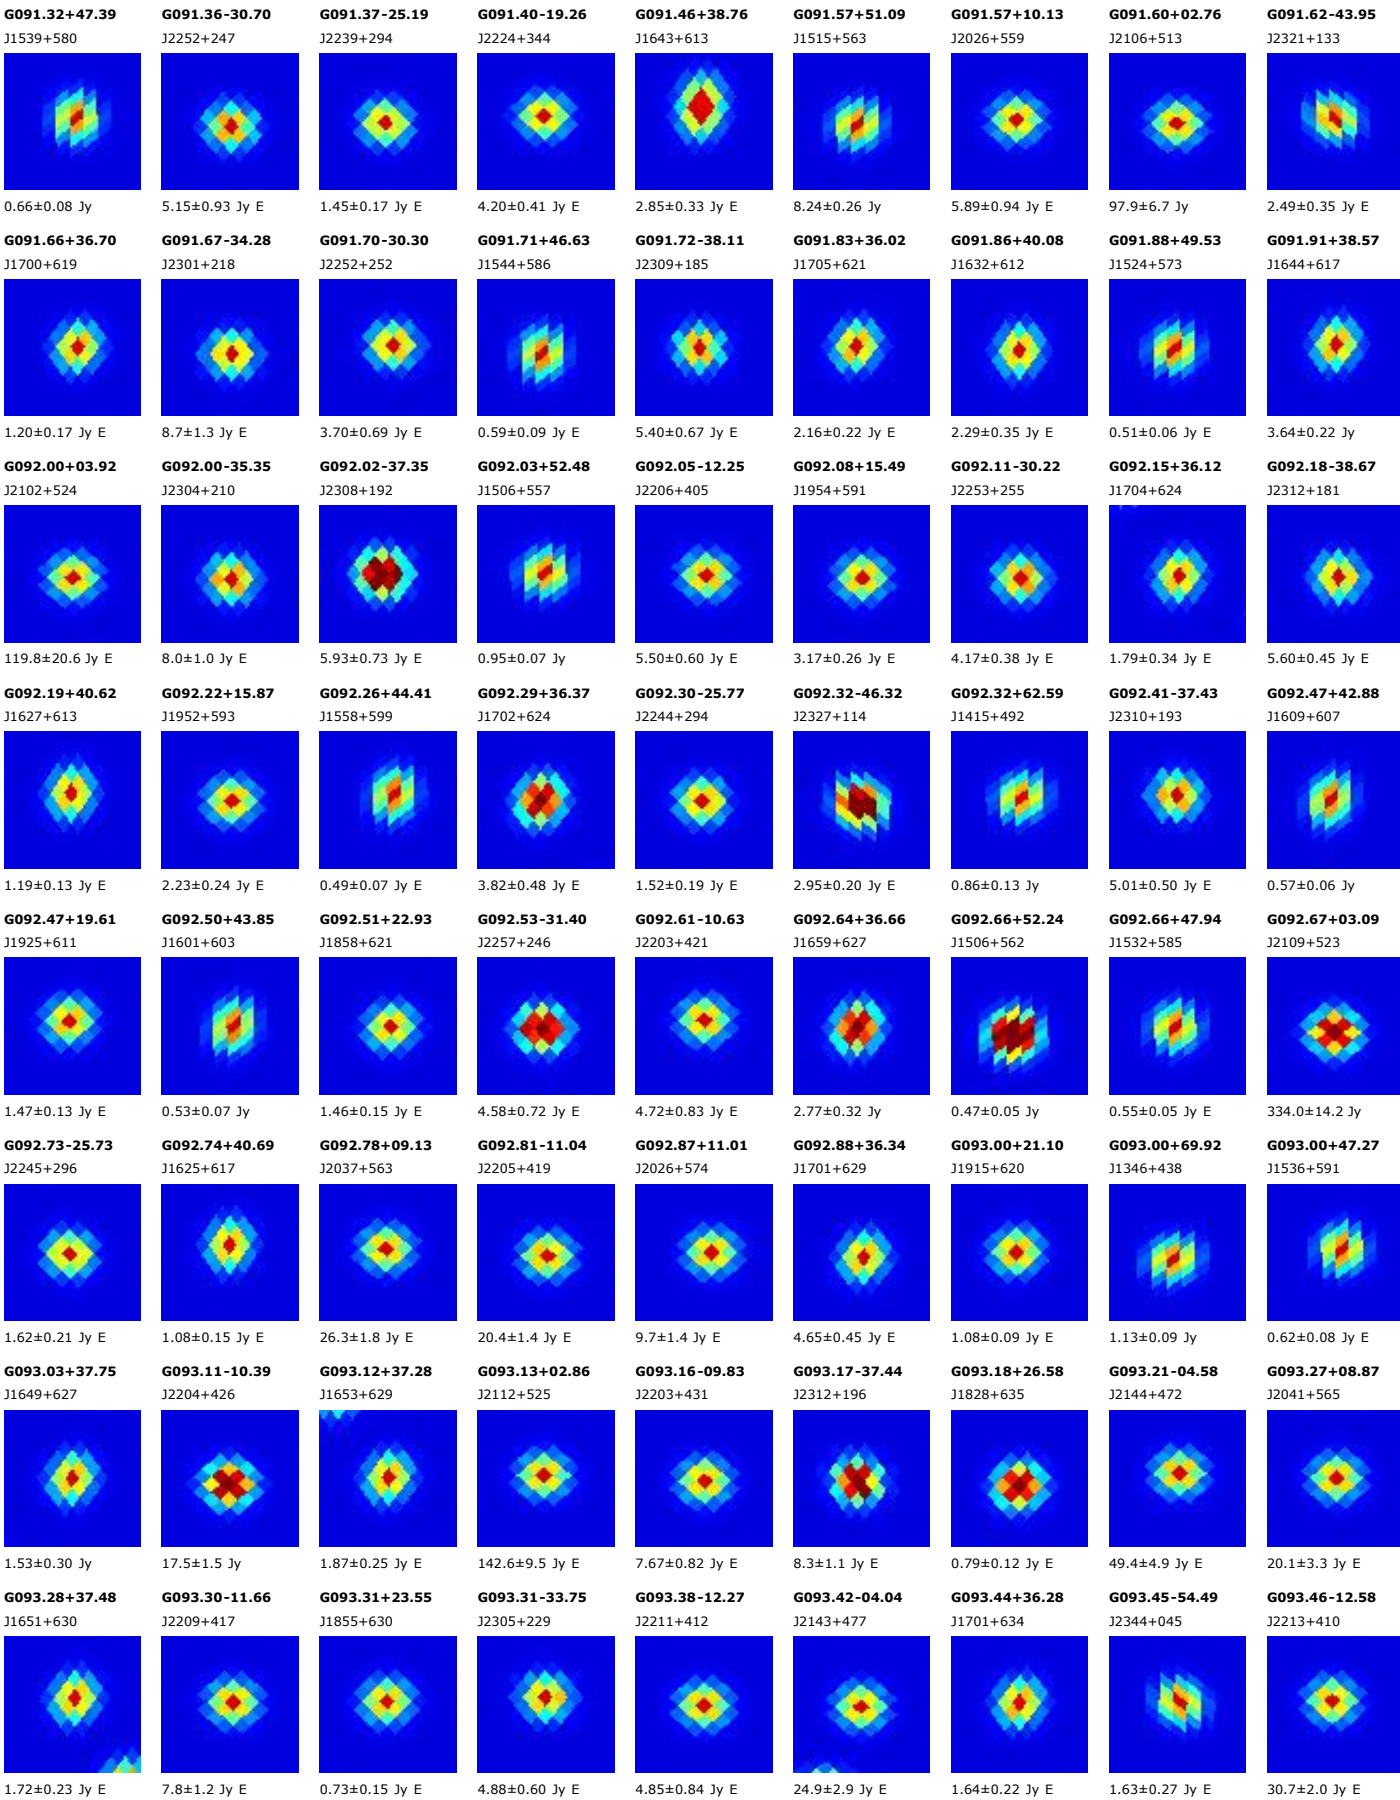 G091.32+47.39 G091.36-30.70 G091.37-25.19 G091.40-19.26 G091.46+38.76 G091.57+51.09 G091.57+10.13 G091.60+02.76 G091.62-43.95
J1539+580 J2252+247 J2239+294 J2224+344 J1643+613 J1515+563 J2026+559 J2106+513 J2321+133
0.66±0.08 Jy 5.15±0.93 Jy E 1.45±0.17 Jy E 4.20±0.41 Jy E 2.85±0.33 Jy E 8.24±0.26 Jy 5.89±0.94 Jy E 97.9±6.7 Jy 2.49±0.35 Jy E
G091.66+36.70 G091.67-34.28 G091.70-30.30 G091.71+46.63 G091.72-38.11 G091.83+36.02 G091.86+40.08 G091.88+49.53 G091.91+38.57
J1700+619 J2301+218 J2252+252 J1544+586 J2309+185 J1705+621 J1632+612 J1524+573 J1644+617
1.20±0.17 Jy E 8.7±1.3 Jy E 3.70±0.69 Jy E 0.59±0.09 Jy E 5.40±0.67 Jy E 2.16±0.22 Jy E 2.29±0.35 Jy E 0.51±0.06 Jy E 3.64±0.22 Jy
G092.00+03.92 G092.00-35.35 G092.02-37.35 G092.03+52.48 G092.05-12.25 G092.08+15.49 G092.11-30.22 G092.15+36.12 G092.18-38.67
J2102+524 J2304+210 J2308+192 J1506+557 J2206+405 J1954+591 J2253+255 J1704+624 J2312+181
119.8±20.6 Jy E 8.0±1.0 Jy E 5.93±0.73 Jy E 0.95±0.07 Jy 5.50±0.60 Jy E 3.17±0.26 Jy E 4.17±0.38 Jy E 1.79±0.34 Jy E 5.60±0.45 Jy E
G092.19+40.62 G092.22+15.87 G092.26+44.41 G092.29+36.37 G092.30-25.77 G092.32-46.32 G092.32+62.59 G092.41-37.43 G092.47+42.88
J1627+613 J1952+593 J1558+599 J1702+624 J2244+294 J2327+114 J1415+492 J2310+193 J1609+607
1.19±0.13 Jy E 2.23±0.24 Jy E 0.49±0.07 Jy E 3.82±0.48 Jy E 1.52±0.19 Jy E 2.95±0.20 Jy E 0.86±0.13 Jy 5.01±0.50 Jy E 0.57±0.06 Jy
G092.47+19.61 G092.50+43.85 G092.51+22.93 G092.53-31.40 G092.61-10.63 G092.64+36.66 G092.66+52.24 G092.66+47.94 G092.67+03.09
J1925+611 J1601+603 J1858+621 J2257+246 J2203+421 J1659+627 J1506+562 J1532+585 J2109+523
1.47±0.13 Jy E 0.53±0.07 Jy 1.46±0.15 Jy E 4.58±0.72 Jy E 4.72±0.83 Jy E 2.77±0.32 Jy 0.47±0.05 Jy 0.55±0.05 Jy E 334.0±14.2 Jy
G092.73-25.73 G092.74+40.69 G092.78+09.13 G092.81-11.04 G092.87+11.01 G092.88+36.34 G093.00+21.10 G093.00+69.92 G093.00+47.27
J2245+296 J1625+617 J2037+563 J2205+419 J2026+574 J1701+629 J1915+620 J1346+438 J1536+591
1.62±0.21 Jy E 1.08±0.15 Jy E 26.3±1.8 Jy E 20.4±1.4 Jy E 9.7±1.4 Jy E 4.65±0.45 Jy E 1.08±0.09 Jy E 1.13±0.09 Jy 0.62±0.08 Jy E
G093.03+37.75 G093.11-10.39 G093.12+37.28 G093.13+02.86 G093.16-09.83 G093.17-37.44 G093.18+26.58 G093.21-04.58 G093.27+08.87
J1649+627 J2204+426 J1653+629 J2112+525 J2203+431 J2312+196 J1828+635 J2144+472 J2041+565
1.53±0.30 Jy 17.5±1.5 Jy 1.87±0.25 Jy E 142.6±9.5 Jy E 7.67±0.82 Jy E 8.3±1.1 Jy E 0.79±0.12 Jy E 49.4±4.9 Jy E 20.1±3.3 Jy E
G093.28+37.48 G093.30-11.66 G093.31+23.55 G093.31-33.75 G093.38-12.27 G093.42-04.04 G093.44+36.28 G093.45-54.49 G093.46-12.58
J1651+630 J2209+417 J1855+630 J2305+229 J2211+412 J2143+477 J1701+634 J2344+045 J2213+410
1.72±0.23 Jy E 7.8±1.2 Jy E 0.73±0.15 Jy E 4.88±0.60 Jy E 4.85±0.84 Jy E 24.9±2.9 Jy E 1.64±0.22 Jy E 1.63±0.27 Jy E 30.7±2.0 Jy E